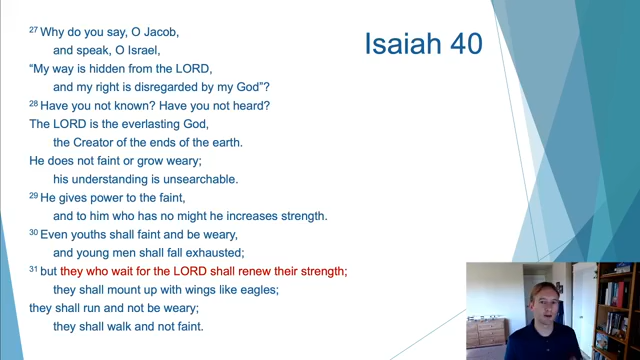 Isaiah 40
27 Why do you say, O Jacob,
and speak, O Israel,
“My way is hidden from the LORD,
and my right is disregarded by my God”?
28 Have you not known? Have you not heard?
The LORD is the everlasting God,
the Creator of the ends of the earth.
He does not faint or grow weary;
his understanding is unsearchable.
29 He gives power to the faint,
and to him who has no might he increases strength.
30 Even youths shall faint and be weary,
and young men shall fall exhausted;
31 but they who wait for the LORD shall renew their strength;
they shall mount up with wings like eagles;
they shall run and not be weary;
they shall walk and not faint.